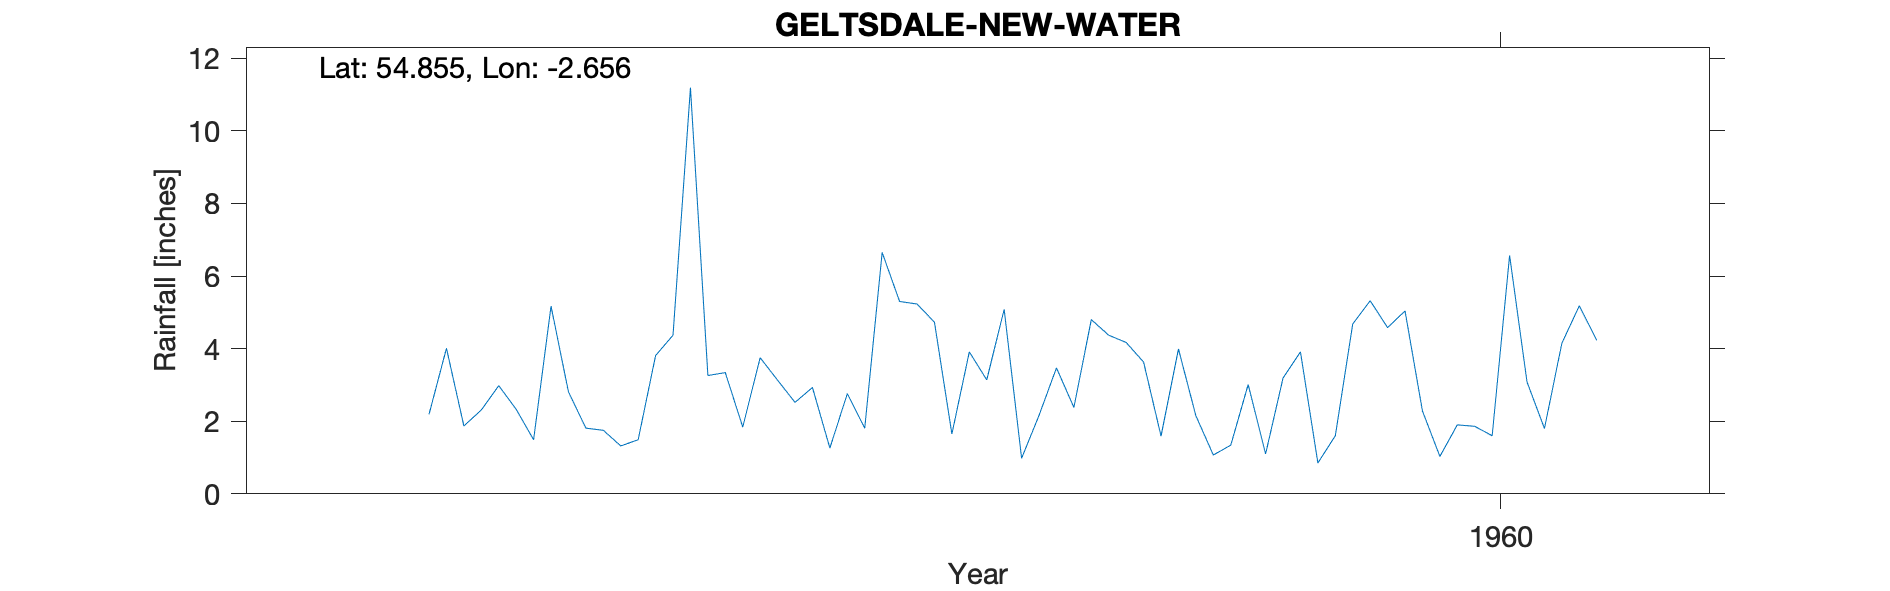 GELTSDALE-NEW-WATER
Lat: 54.855, Lon: -2.656
12
10
8
6
4
2
0
Rainfall [inches]
1960
Year